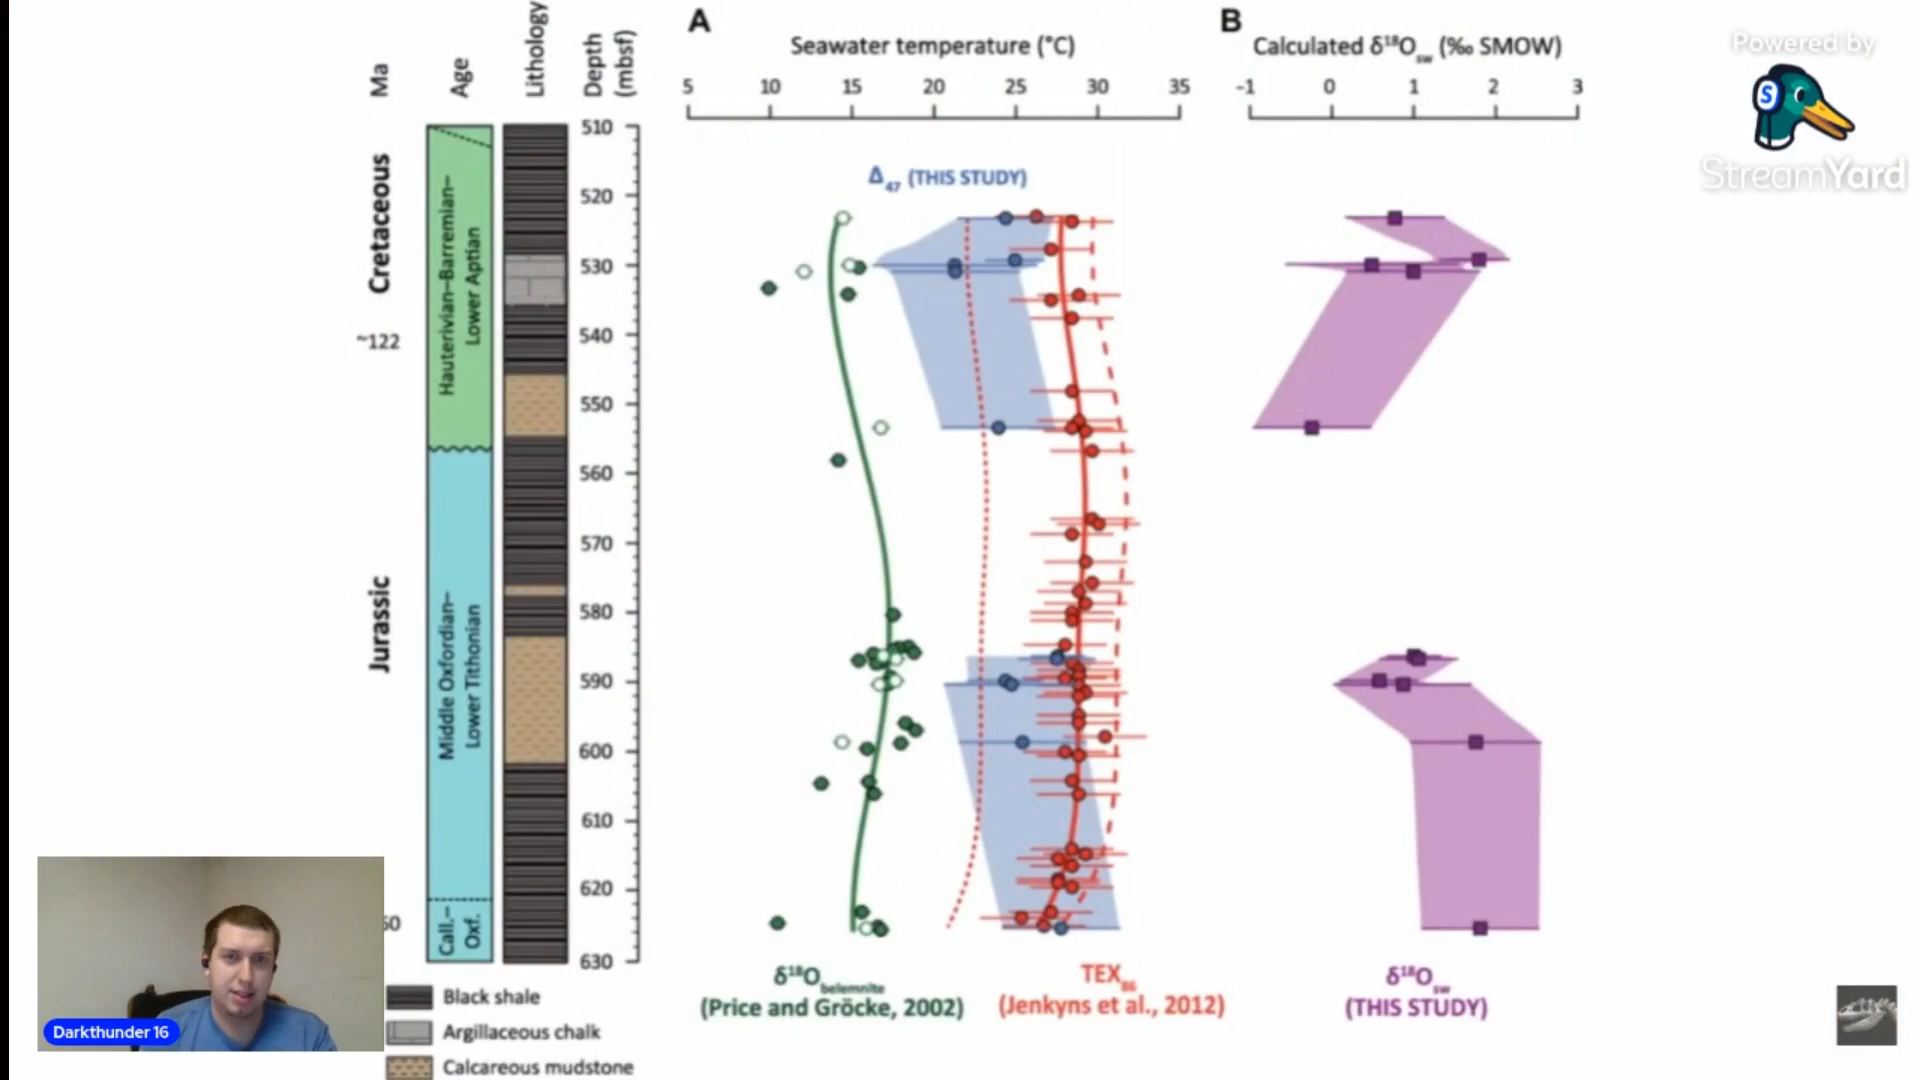 A
B
Seawater temperature (°C)
Calculated δ¹⁸Osw (‰ SMOW)
Powered by
StreamYard
S
Ma
Age
Lithology
Depth
(mbsf)
5 10 15 20 25 30 35
-1 0 1 2 3
510
520
530
540
550
560
570
580
590
600
610
620
630
Cretaceous
~122
Jurassic
Hauterivian–Barremian–
Lower Aptian
Middle Oxfordian–
Lower Tithonian
Call.–
Oxf.
Δ47 (THIS STUDY)
δ¹⁸Obelemnite
(Price and Gröcke, 2002)
TEX86
(Jenkyns et al., 2012)
δ¹⁸Osw
(THIS STUDY)
Black shale
Argillaceous chalk
Calcareous mudstone
Darkthunder 16